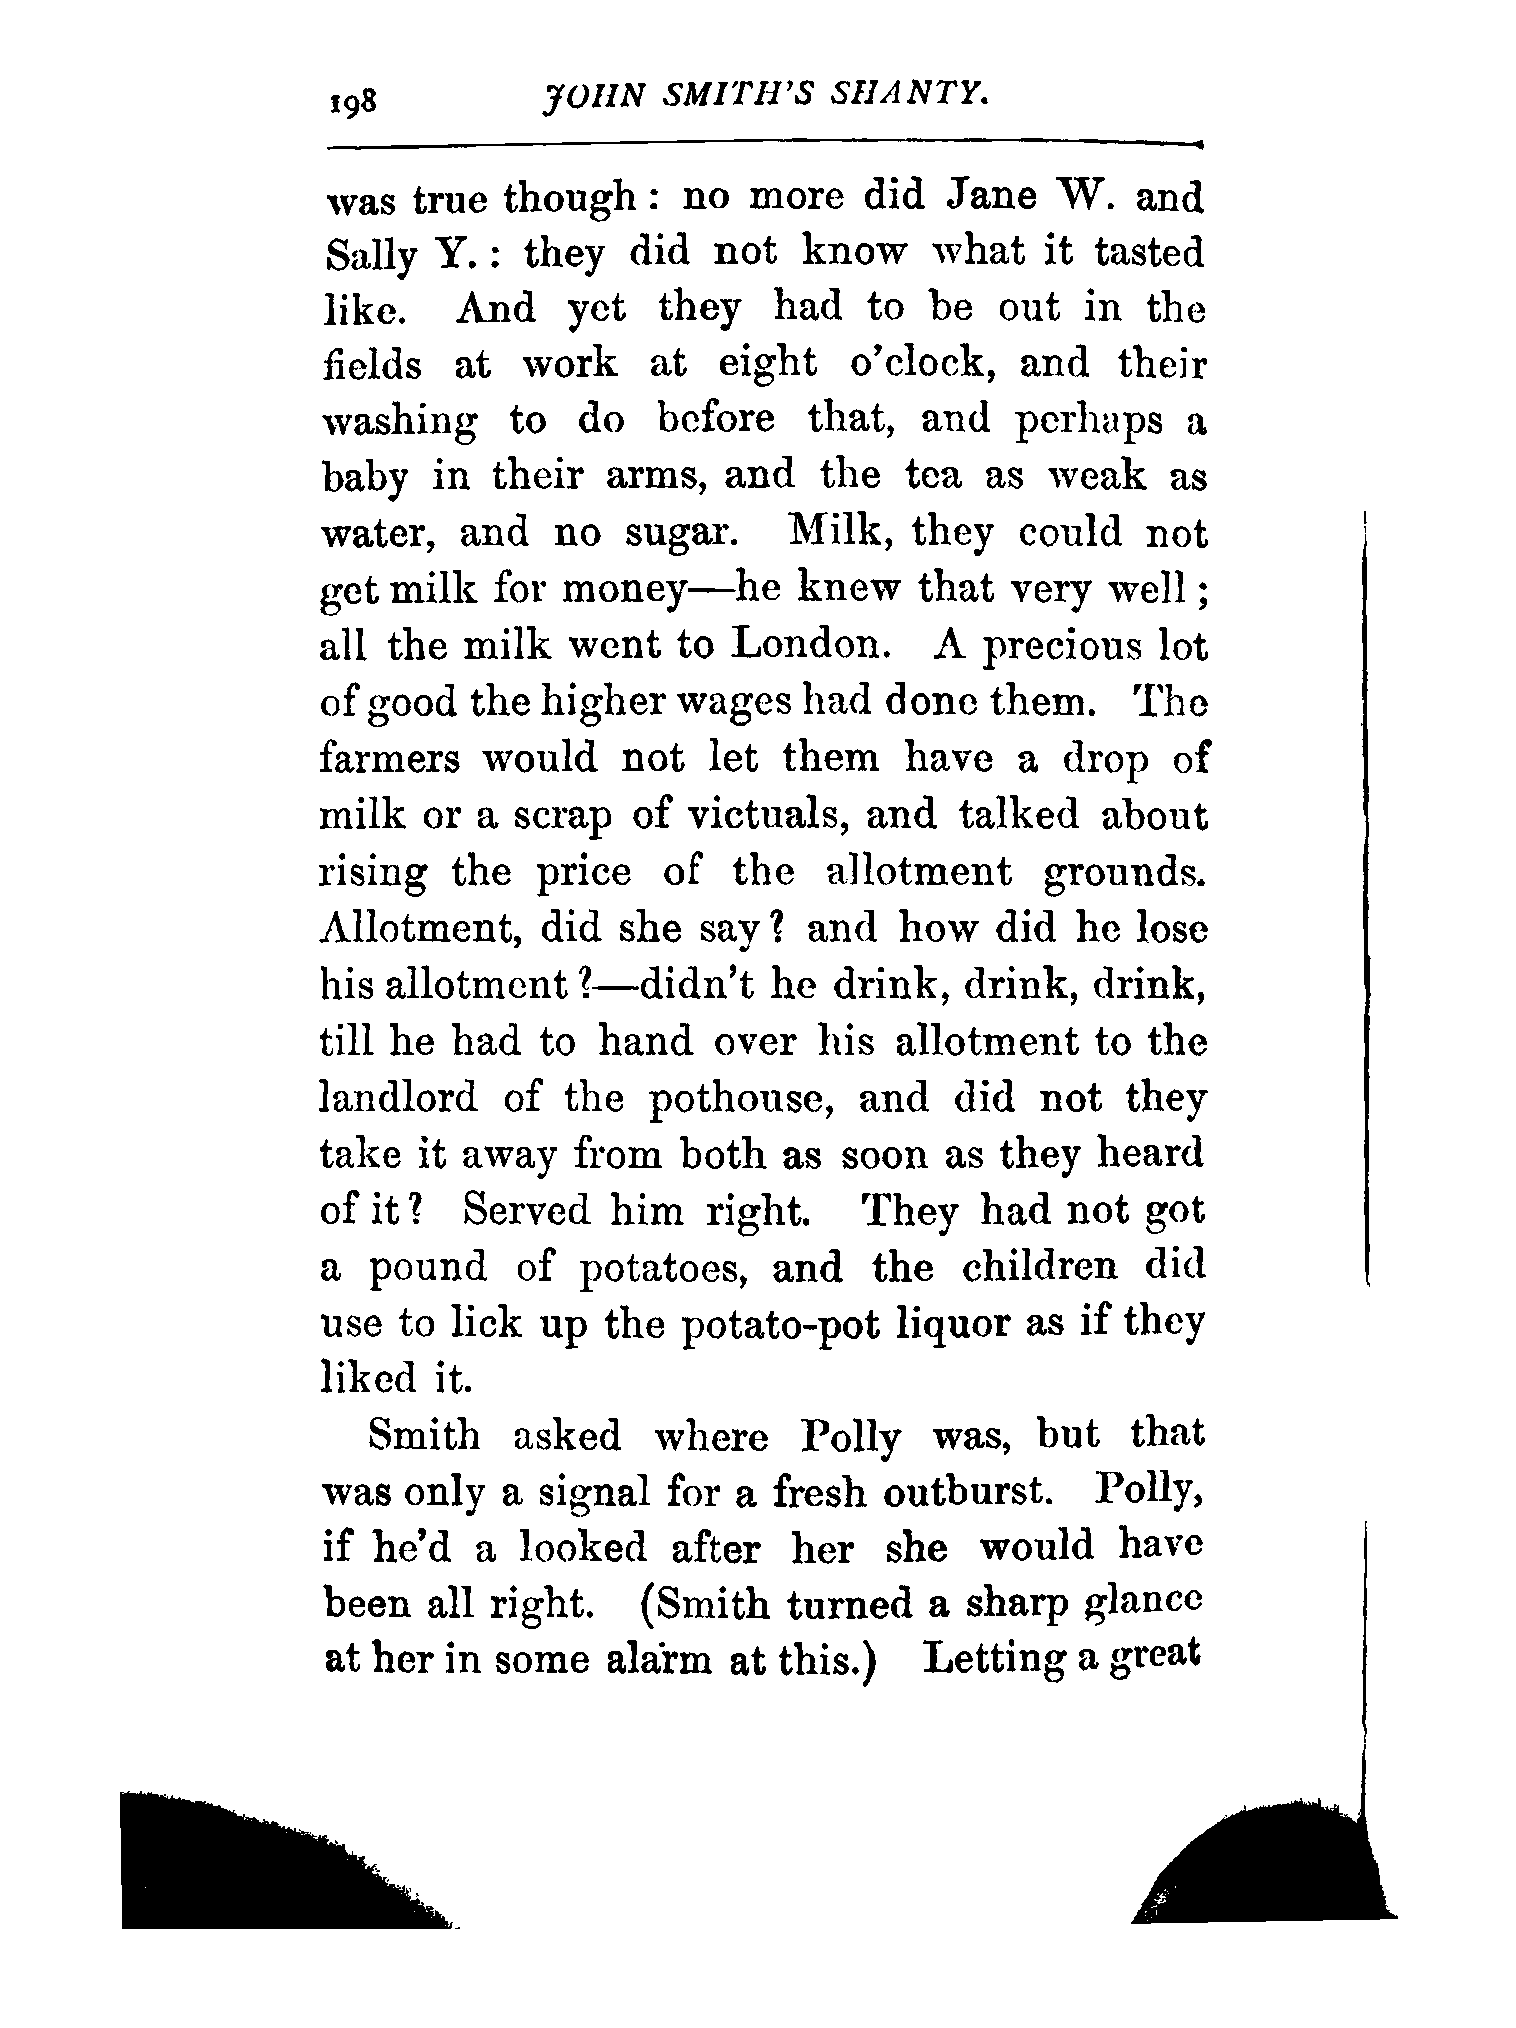 198 JOHN SMITH'S SHANTY.
was true though : no more did Jane W. and
Sally Y. : they did not know what it tasted
like. And yet they had to be out in the
fields at work at eight o'clock, and their
washing to do before that, and perhaps a
baby in their arms, and the tea as weak as
water, and no sugar. Milk, they could not
get milk for money—he knew that very well ;
all the milk went to London. A precious lot
of good the higher wages had done them. The
farmers would not let them have a drop of
milk or a scrap of victuals, and talked about
rising the price of the allotment grounds.
Allotment, did she say? and how did he lose
his allotment?—didn't he drink, drink, drink,
till he had to hand over his allotment to the
landlord of the pothouse, and did not they
take it away from both as soon as they heard
of it? Served him right. They had not got
a pound of potatoes, and the children did
use to lick up the potato-pot liquor as if they
liked it.
Smith asked where Polly was, but that
was only a signal for a fresh outburst. Polly,
if he'd a looked after her she would have
been all right. (Smith turned a sharp glance
at her in some alarm at this.) Letting a great